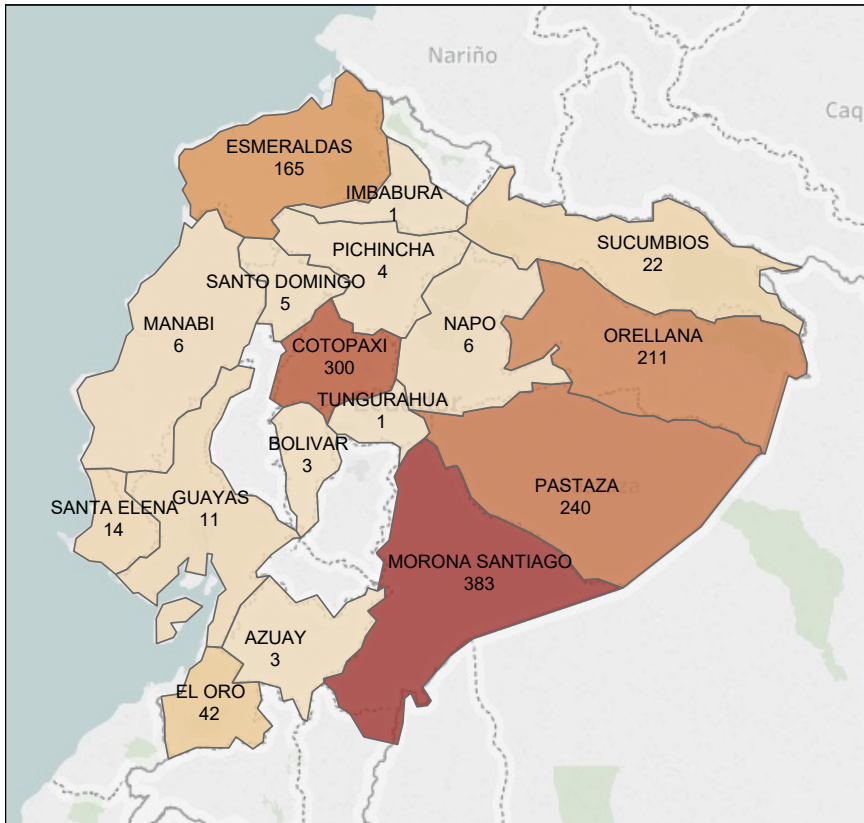 Nariño
Caq
ESMERALDAS
165
IMBABURA
1
SUCUMBIOS
22
PICHINCHA
4
SANTO DOMINGO
5
MANABI
6
NAPO
6
ORELLANA
211
COTOPAXI
300
TUNGURAHUA
1
BOLIVAR
3
PASTAZA
240
SANTA ELENA
14
GUAYAS
11
MORONA SANTIAGO
383
AZUAY
3
EL ORO
42